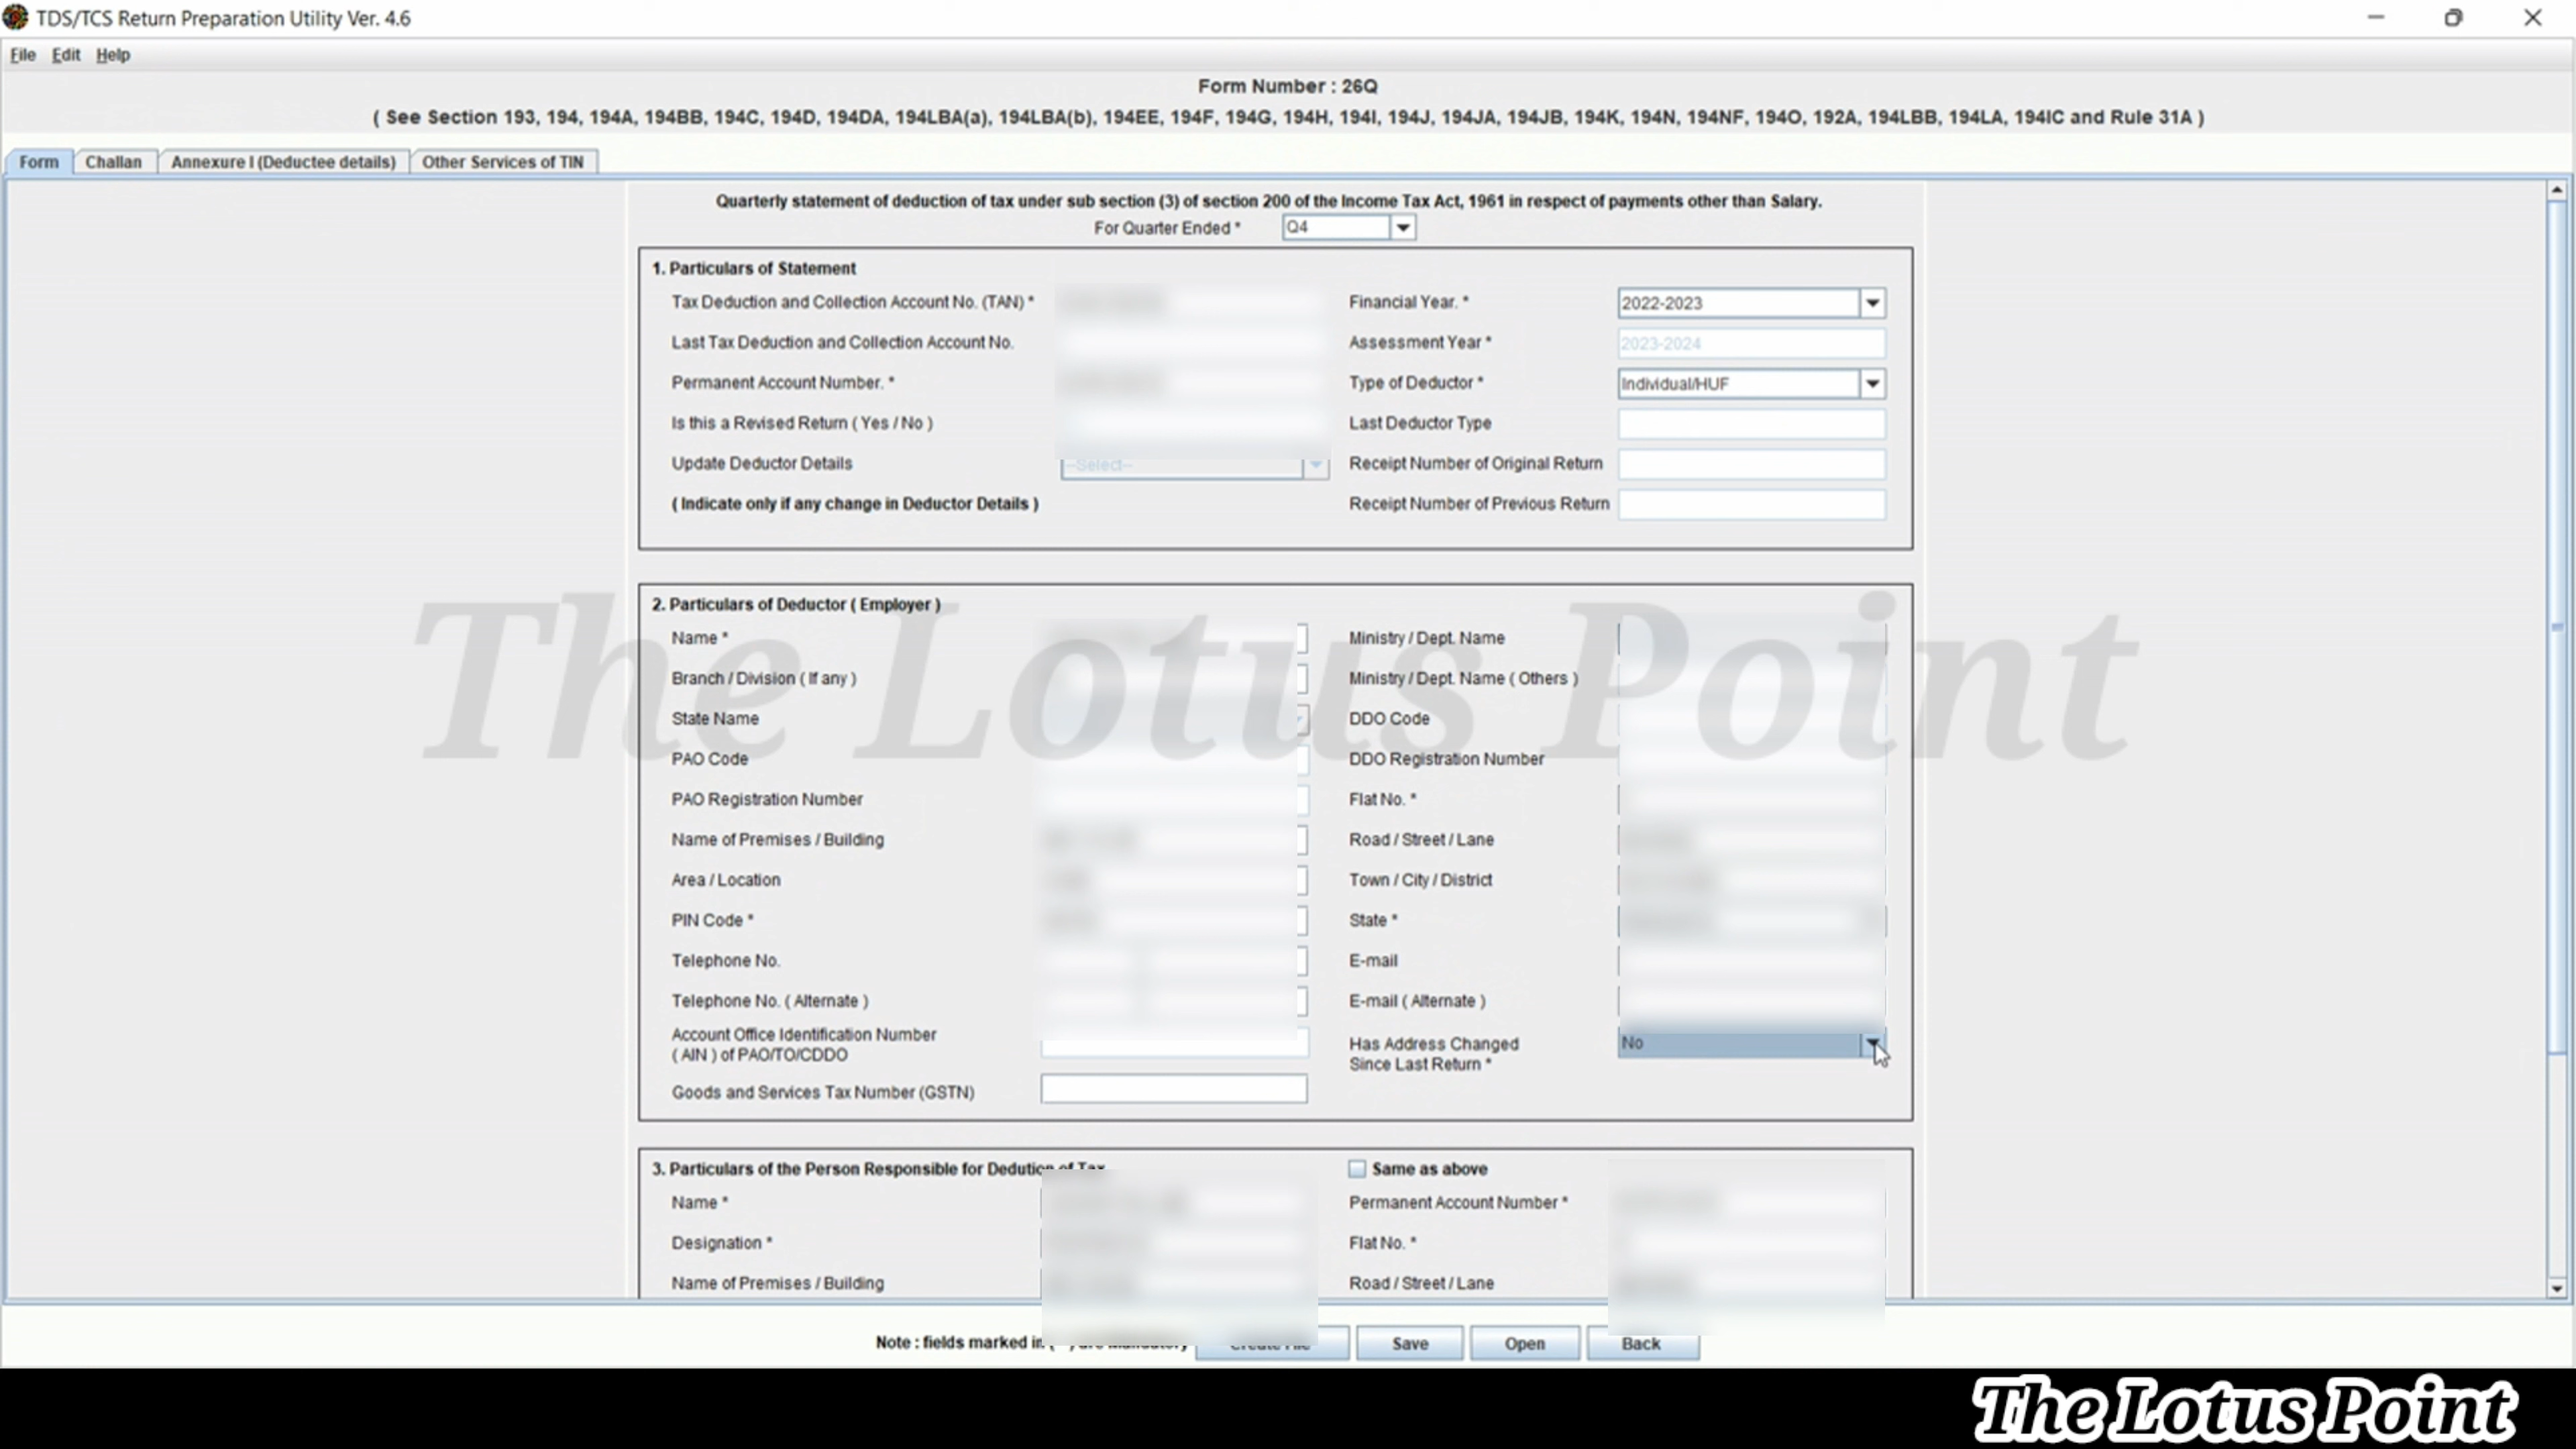 TDS/TCS Return Preparation Utility Ver. 4.6
File Edit Help
Form Number : 26Q
( See Section 193, 194, 194A, 194BB, 194C, 194D, 194DA, 194LBA(a), 194LBA(b), 194EE, 194F, 194G, 194H, 194I, 194J, 194JA, 194JB, 194K, 194N, 194NF, 194O, 192A, 194LBB, 194LA, 194IC and Rule 31A )
Form Challan Annexure I (Deductee details) Other Services of TIN
Quarterly statement of deduction of tax under sub section (3) of section 200 of the Income Tax Act, 1961 in respect of payments other than Salary.
For Quarter Ended * Q4
1. Particulars of Statement
Tax Deduction and Collection Account No. (TAN) * Financial Year. * 2022-2023
Last Tax Deduction and Collection Account No. Assessment Year * 2023-2024
Permanent Account Number. * Type of Deductor * Individual/HUF
Is this a Revised Return ( Yes / No ) Last Deductor Type
Update Deductor Details --Select-- Receipt Number of Original Return
( Indicate only if any change in Deductor Details ) Receipt Number of Previous Return
2. Particulars of Deductor ( Employer )
Name * Ministry / Dept. Name
Branch / Division ( If any ) Ministry / Dept. Name ( Others )
State Name DDO Code
The Lotus Point
PAO Code DDO Registration Number
PAO Registration Number Flat No. *
Name of Premises / Building Road / Street / Lane
Area / Location Town / City / District
PIN Code * State *
Telephone No. E-mail
Telephone No. ( Alternate ) E-mail ( Alternate )
Account Office Identification Number
( AIN ) of PAO/TO/CDDO
Has Address Changed No
Since Last Return *
Goods and Services Tax Number (GSTN)
3. Particulars of the Person Responsible for Dedution of Tax Same as above
Name * Permanent Account Number *
Designation * Flat No. *
Name of Premises / Building Road / Street / Lane
Note : fields marked in Mandatory Create File Save Open Back
The Lotus Point